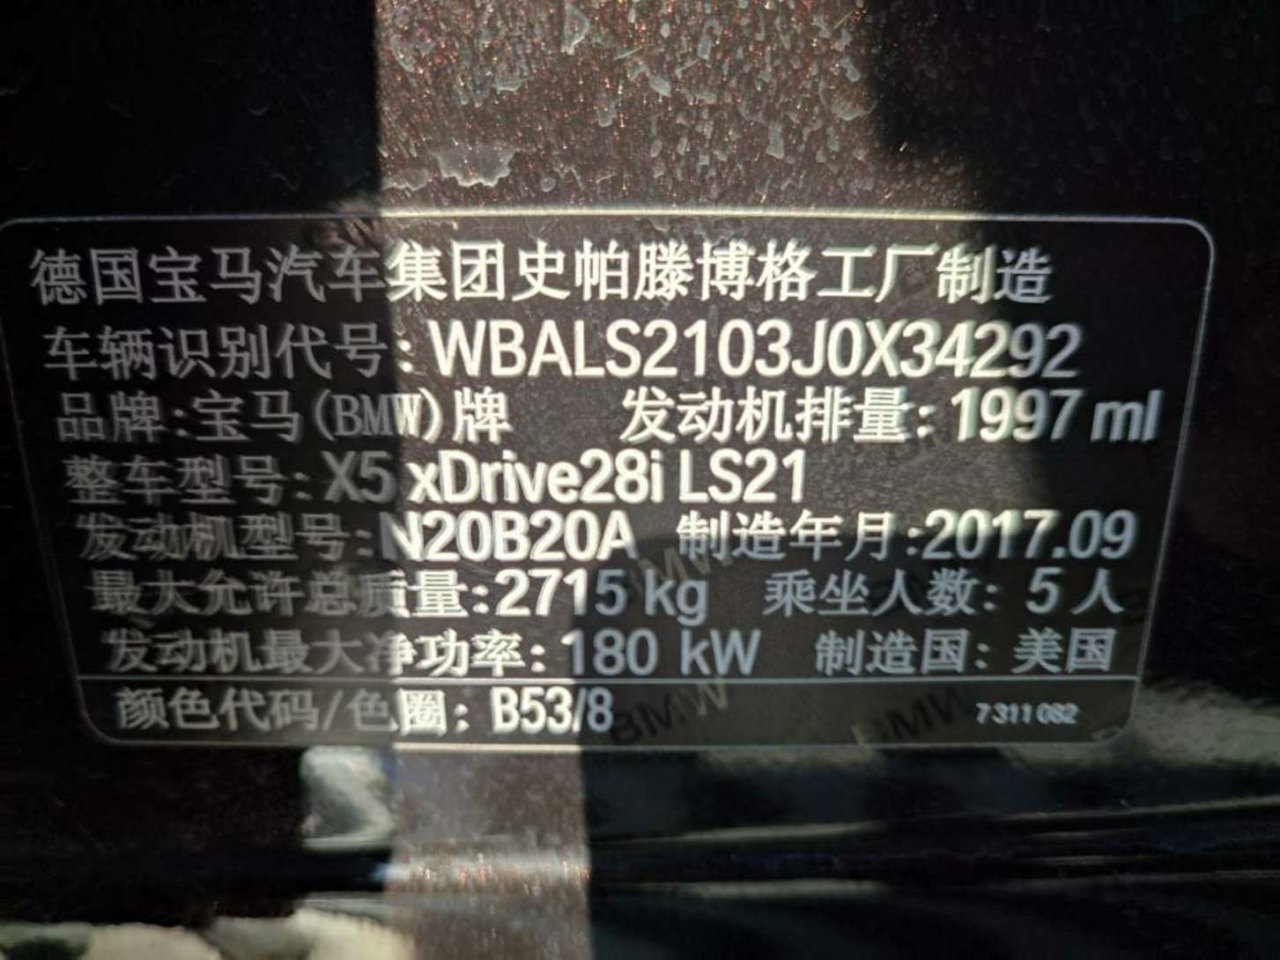 德国宝马汽车集团史帕滕博格工厂制造
车辆识别代号: WBALS2103J0X34292
品牌:宝马(BMW)牌 发动机排量: 1997 ml
整车型号: X5 xDrive28i LS21
发动机型号: N20B20A 制造年月:2017.09
最大允许总质量:2715 kg 乘坐人数: 5人
发动机最大净功率: 180 kW 制造国: 美国
颜色代码/色圈: B53/8 7311082
BMW BMW